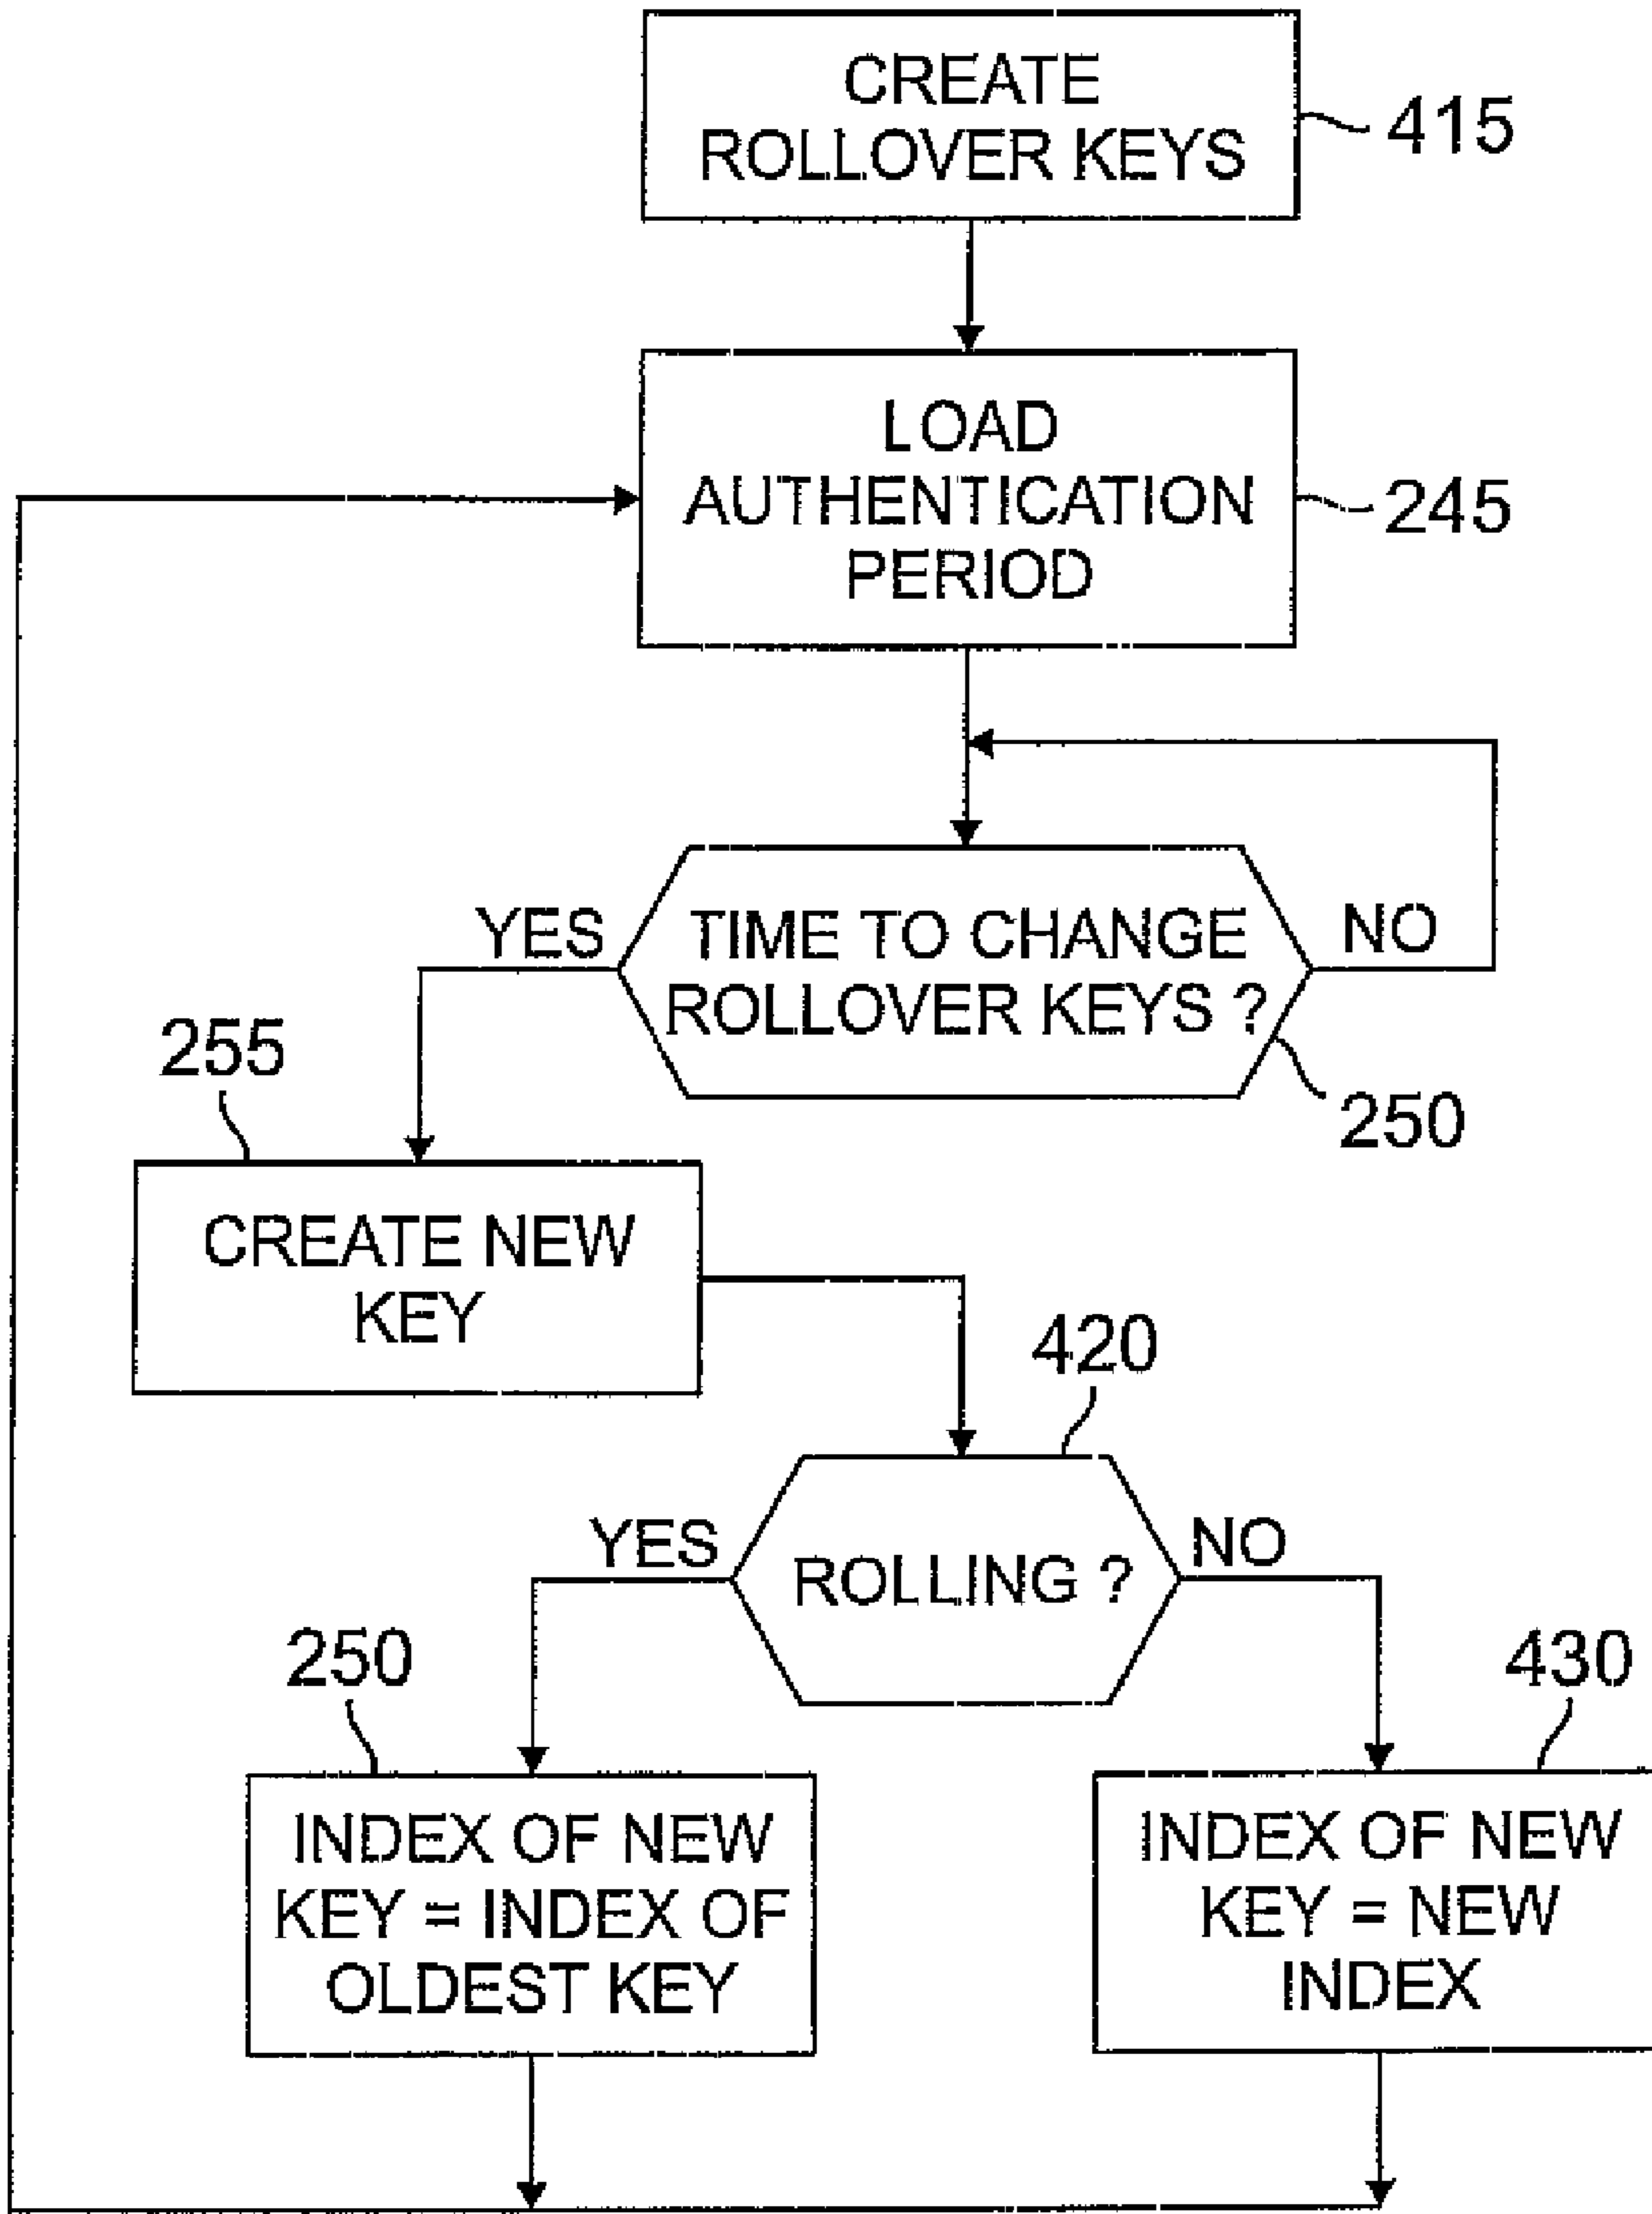 CREATE
ROLLOVER KEYS
415
LOAD
AUTHENTICATION
PERIOD
245
YES
TIME TO CHANGE
ROLLOVER KEYS ?
NO
250
255
CREATE NEW
KEY
420
YES
ROLLING ?
NO
250
INDEX OF NEW
KEY = INDEX OF
OLDEST KEY
430
INDEX OF NEW
KEY = NEW
INDEX